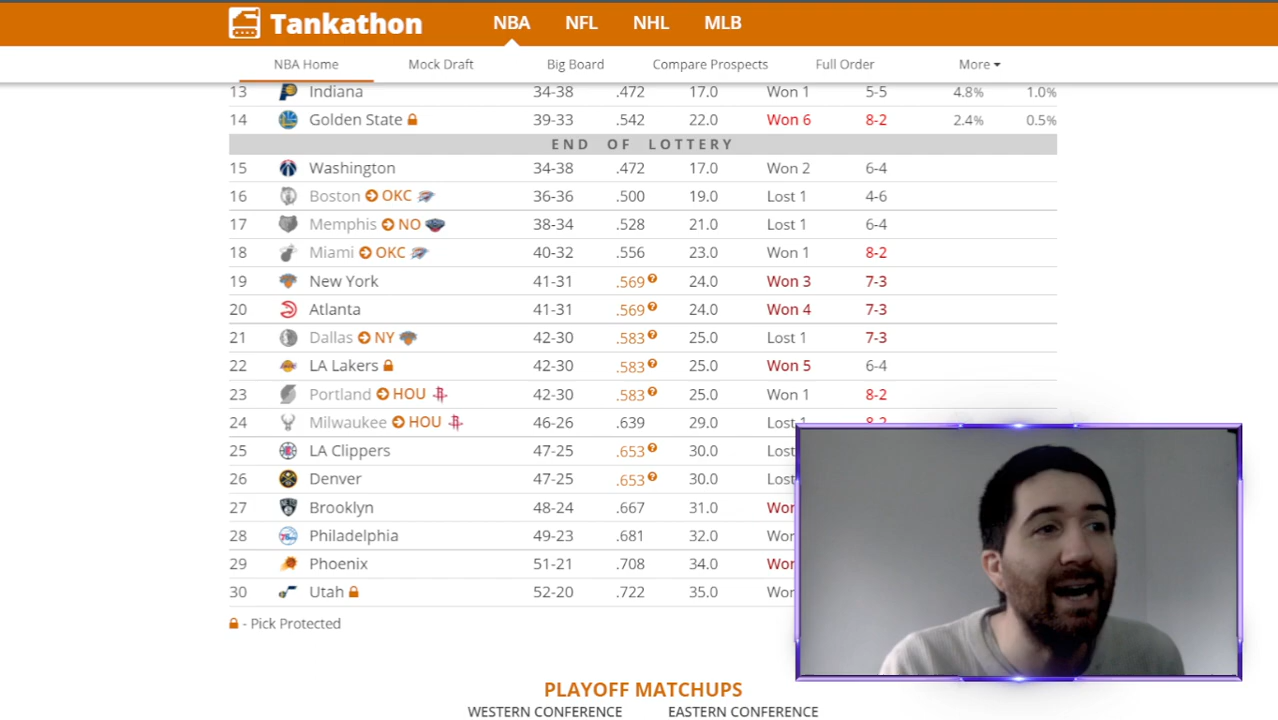 Tankathon NBA NFL NHL MLB
NBA Home Mock Draft Big Board Compare Prospects Full Order More
13 Indiana 34-38 .472 17.0 Won 1 5-5 4.8% 1.0%
14 Golden State 39-33 .542 22.0 Won 6 8-2 2.4% 0.5%
END OF LOTTERY
15 Washington 34-38 .472 17.0 Won 2 6-4
16 Boston OKC 36-36 .500 19.0 Lost 1 4-6
17 Memphis NO 38-34 .528 21.0 Lost 1 6-4
18 Miami OKC 40-32 .556 23.0 Won 1 8-2
19 New York 41-31 .569 ? 24.0 Won 3 7-3
20 Atlanta 41-31 .569 ? 24.0 Won 4 7-3
21 Dallas NY 42-30 .583 ? 25.0 Lost 1 7-3
22 LA Lakers 42-30 .583 ? 25.0 Won 5 6-4
23 Portland HOU 42-30 .583 ? 25.0 Won 1 8-2
24 Milwaukee HOU 46-26 .639 29.0 Lost 1 8-2
25 LA Clippers 47-25 .653 ? 30.0 Lost
26 Denver 47-25 .653 ? 30.0 Lost
27 Brooklyn 48-24 .667 31.0 Won
28 Philadelphia 49-23 .681 32.0 Won
29 Phoenix 51-21 .708 34.0 Won
30 Utah 52-20 .722 35.0 Won
- Pick Protected
PLAYOFF MATCHUPS
WESTERN CONFERENCE EASTERN CONFERENCE